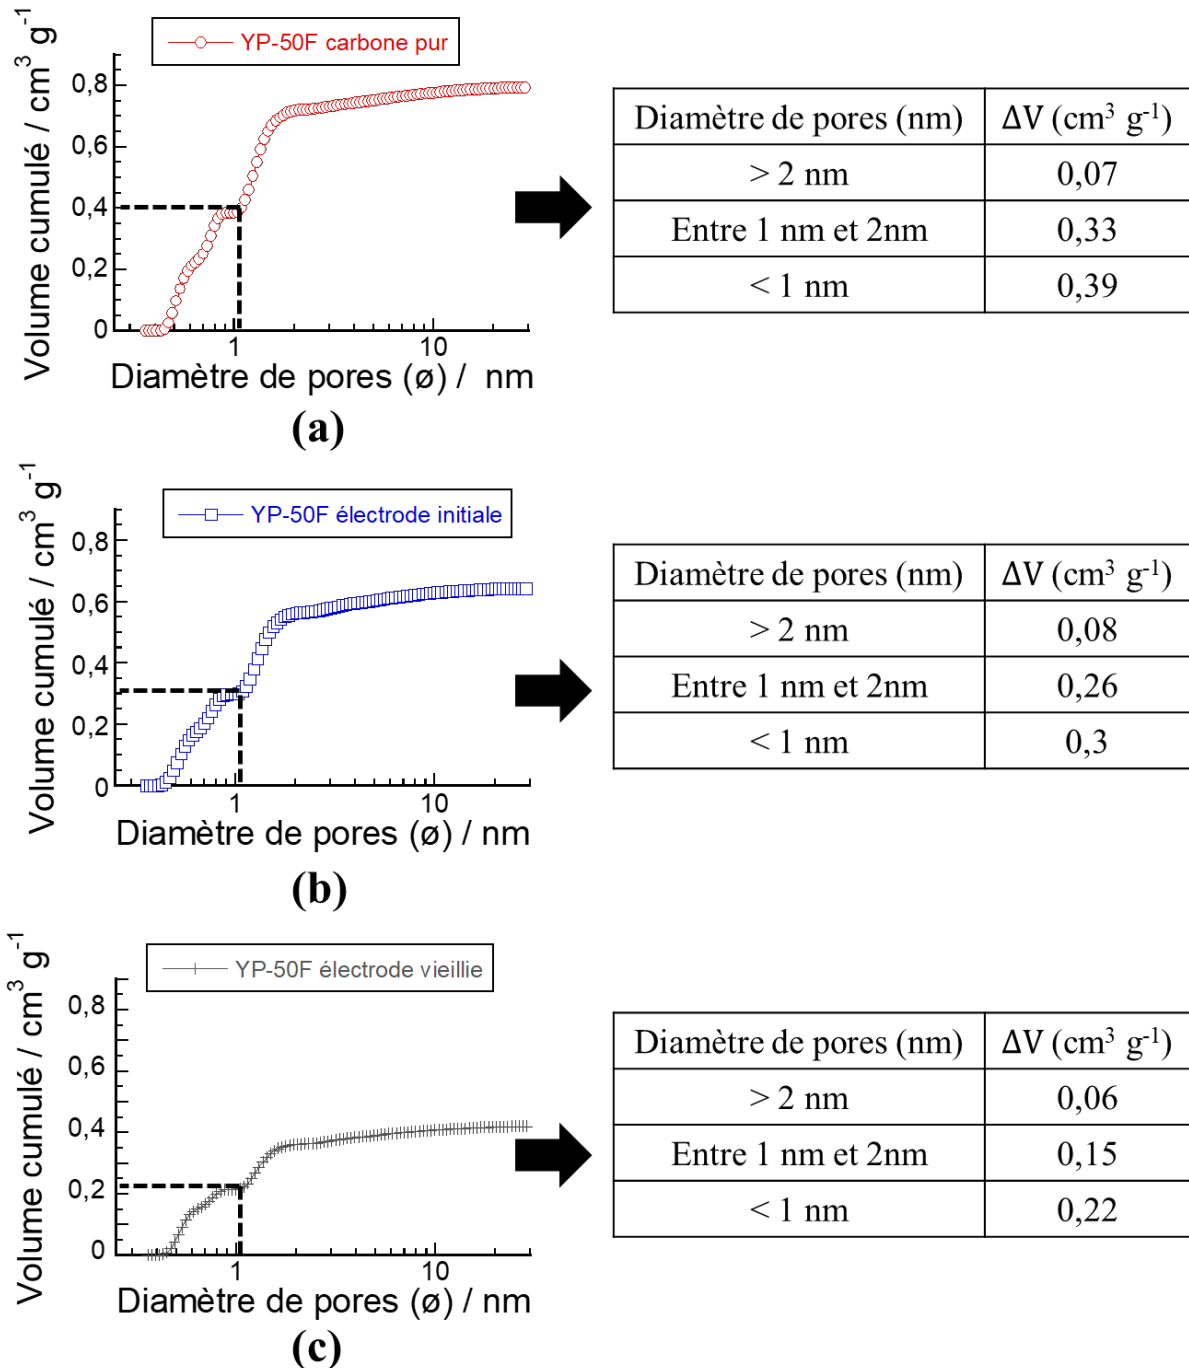 YP-50F carbone pur
Volume cumulé / cm³ g⁻¹
0,8
0,6
0,4
0,2
0
1
10
Diamètre de pores (ø) / nm
(a)
Diamètre de pores (nm) ΔV (cm³ g⁻¹)
> 2 nm 0,07
Entre 1 nm et 2nm 0,33
< 1 nm 0,39
YP-50F électrode initiale
Volume cumulé / cm³ g⁻¹
0,8
0,6
0,4
0,2
0
1
10
Diamètre de pores (ø) / nm
(b)
Diamètre de pores (nm) ΔV (cm³ g⁻¹)
> 2 nm 0,08
Entre 1 nm et 2nm 0,26
< 1 nm 0,3
YP-50F électrode vieillie
Volume cumulé / cm³ g⁻¹
0,8
0,6
0,4
0,2
0
1
10
Diamètre de pores (ø) / nm
(c)
Diamètre de pores (nm) ΔV (cm³ g⁻¹)
> 2 nm 0,06
Entre 1 nm et 2nm 0,15
< 1 nm 0,22